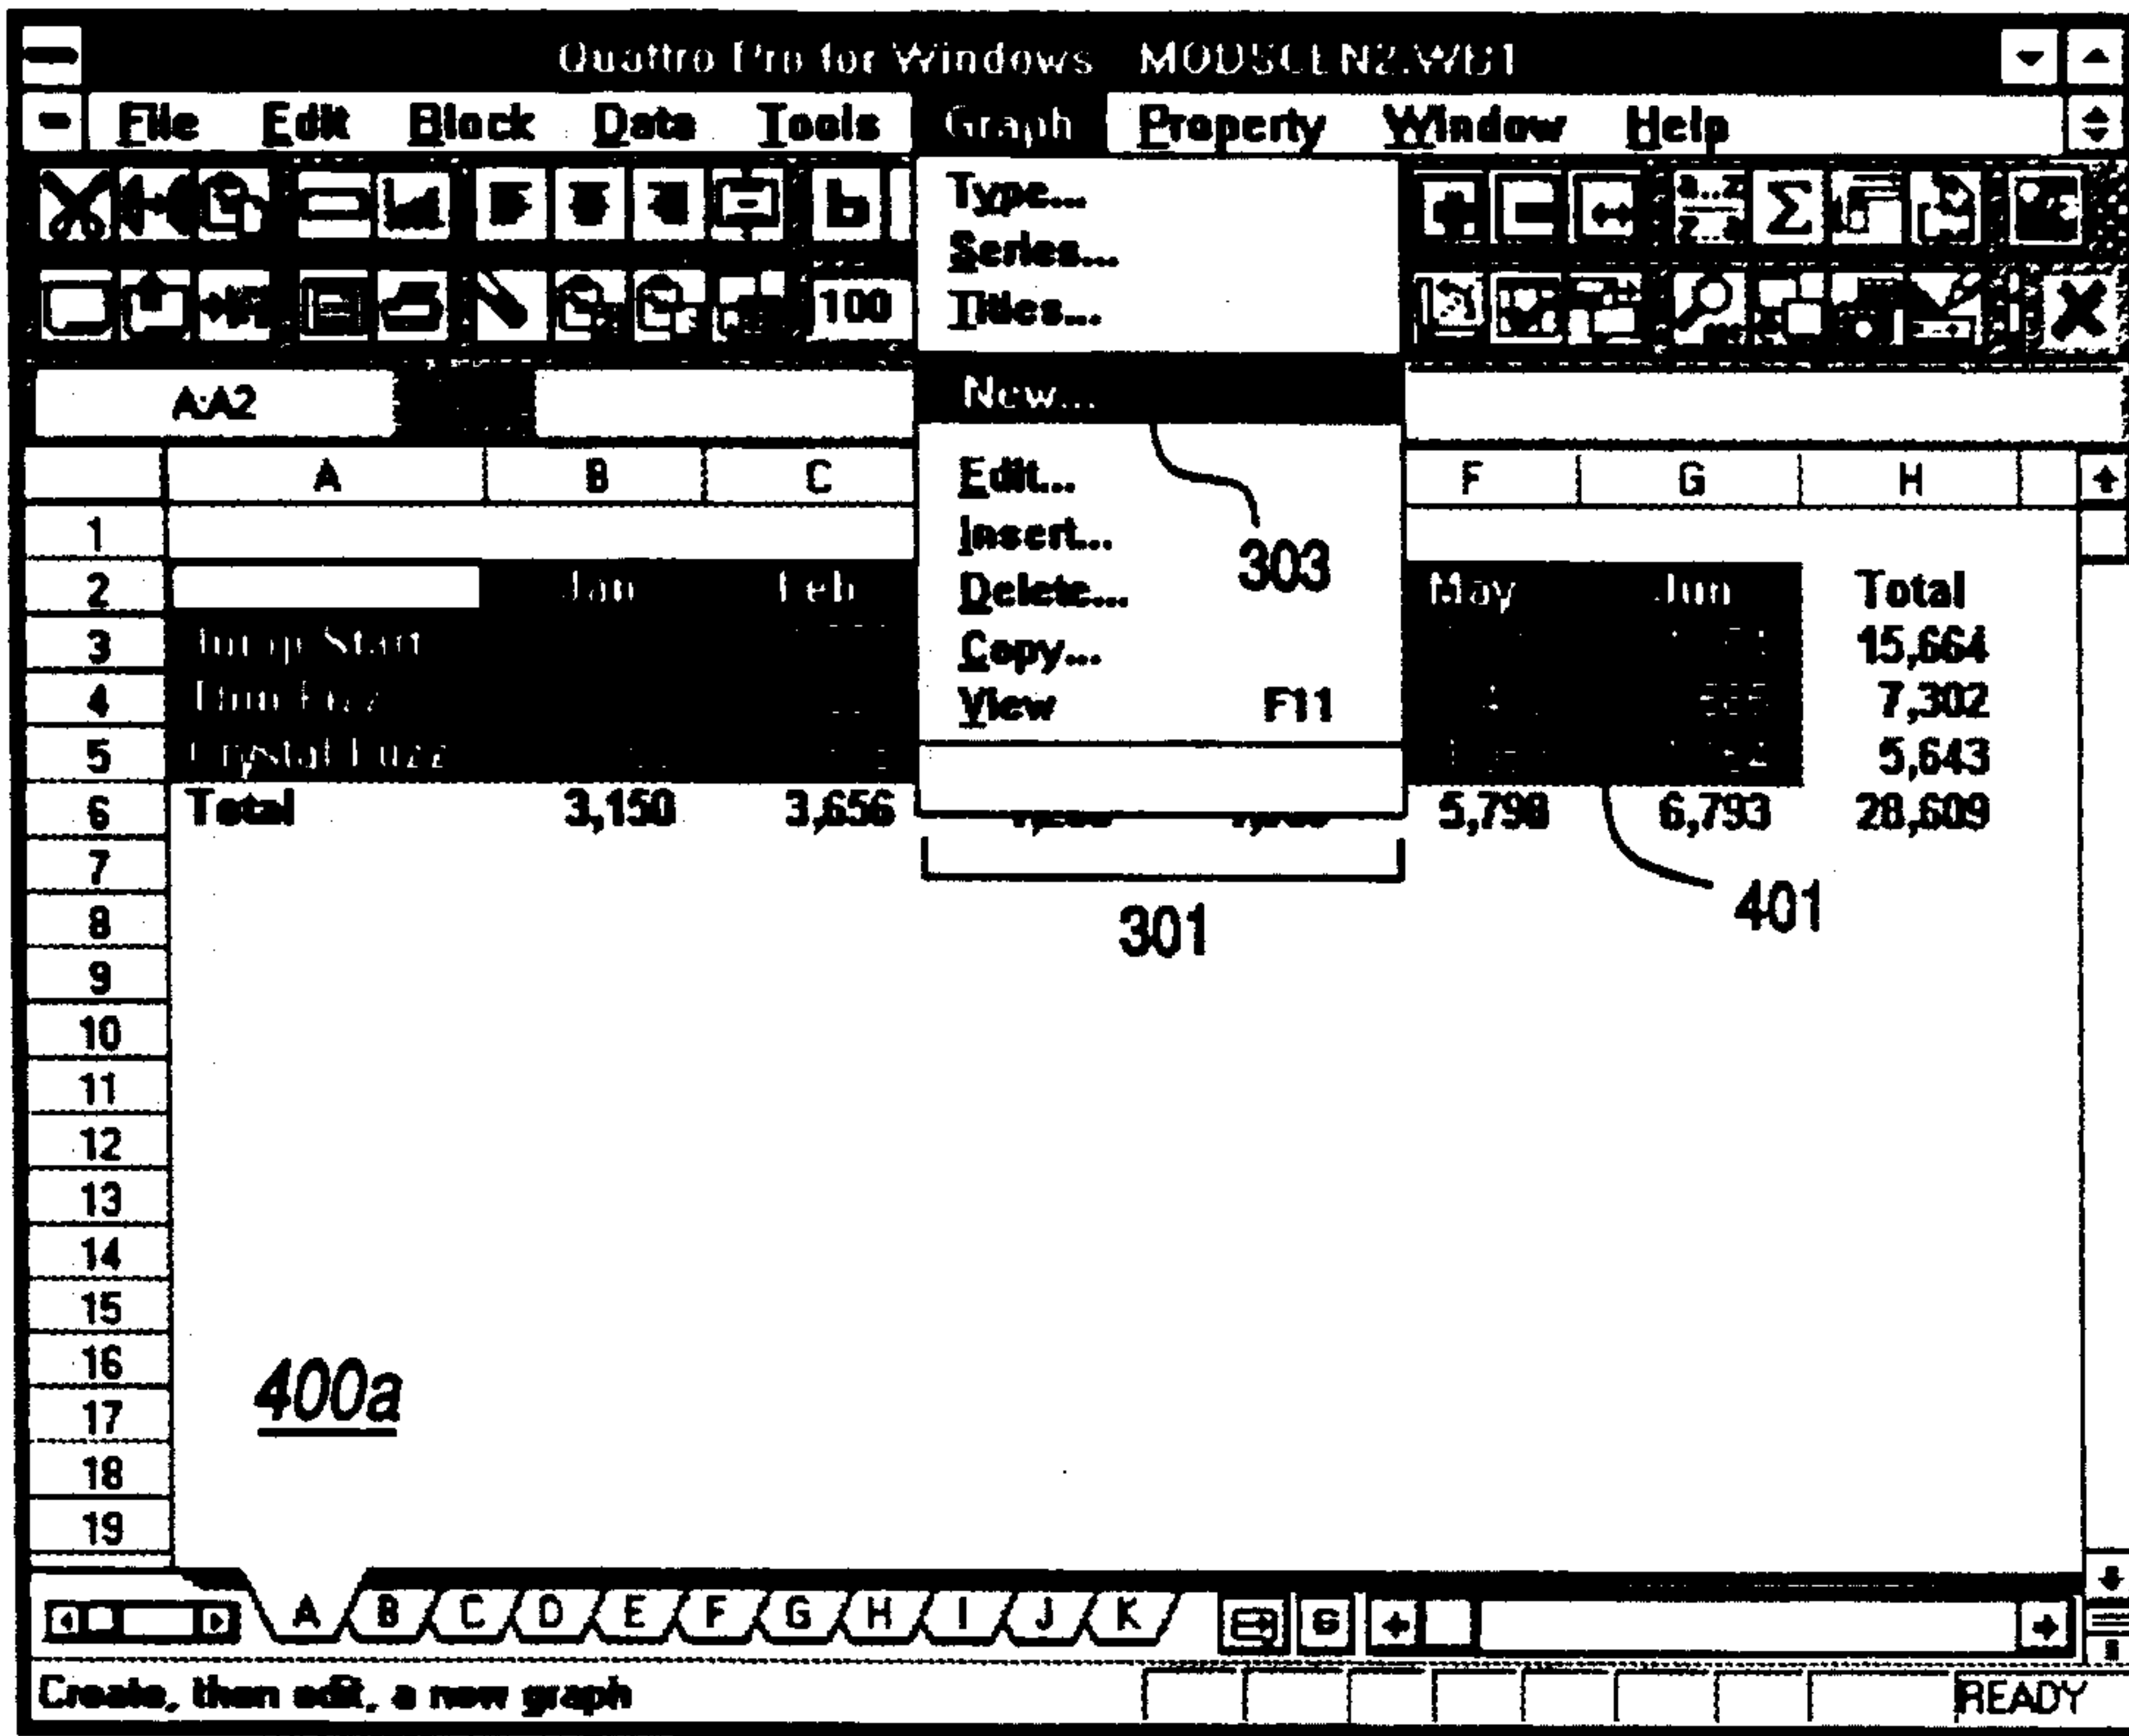 Quattro Pro for Windows MODSCEN2.WB1
File Edit Block Data Tools Graph Property Window Help
Type...
Series...
Titles...
100
New...
A:A2
A B C F G H
Edit...
Insert...
Delete...
Copy...
View F11
303
1
2 Jan Feb May Jun Total
3 Jump Start 15,664
4 7,302
5 Crystal Fuzz 5,643
6 Total 3,150 3,656 5,798 6,793 28,609
7
301 401
8
9
10
11
12
13
14
15
16
400a
17
18
19
A B C D E F G H I J K
Create, then edit, a new graph READY